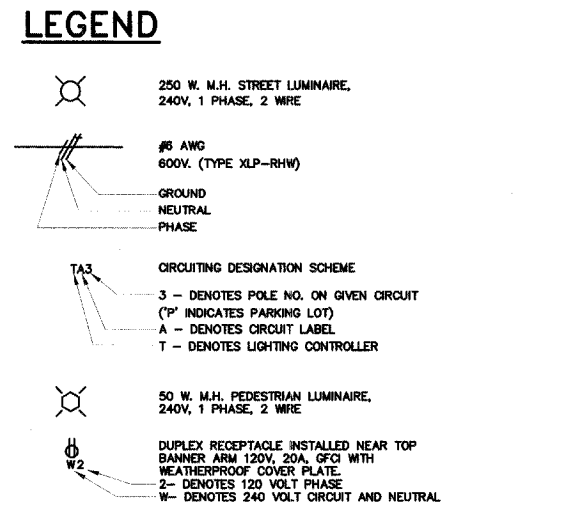 LEGEND
250 W. M.H. STREET LUMINAIRE,
240V, 1 PHASE, 2 WIRE
#6 AWG
600V. (TYPE XLP-RHW)
GROUND
NEUTRAL
PHASE
TA3
CIRCUITING DESIGNATION SCHEME
3 - DENOTES POLE NO. ON GIVEN CIRCUIT
('P' INDICATES PARKING LOT)
A - DENOTES CIRCUIT LABEL
T - DENOTES LIGHTING CONTROLLER
50 W. M.H. PEDESTRIAN LUMINAIRE,
240V, 1 PHASE, 2 WIRE
W2
DUPLEX RECEPTACLE INSTALLED NEAR TOP
BANNER ARM 120V, 20A, GFCI WITH
WEATHERPROOF COVER PLATE.
2- DENOTES 120 VOLT PHASE
W- DENOTES 240 VOLT CIRCUIT AND NEUTRAL